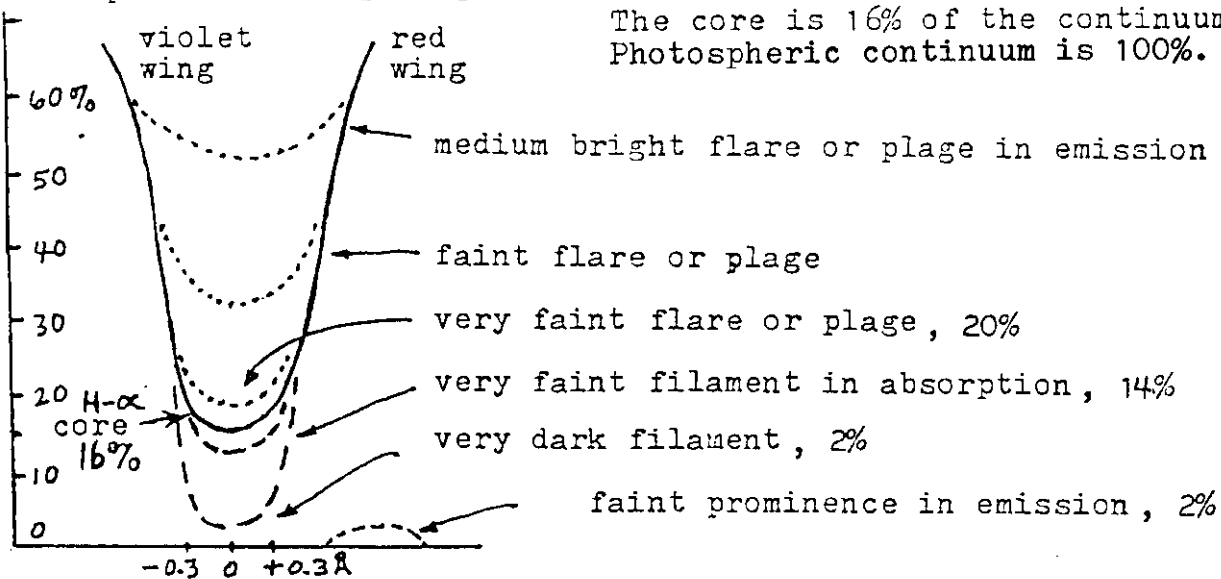 The core is 16% of the continuum
Photospheric continuum is 100%.
violet
wing
red
wing
60%
medium bright flare or plage in emission
50
40
faint flare or plage
30
very faint flare or plage, 20%
20
very faint filament in absorption, 14%
H-α
core
16%
very dark filament, 2%
10
faint prominence in emission, 2%
0
-0.3 0 +0.3Å